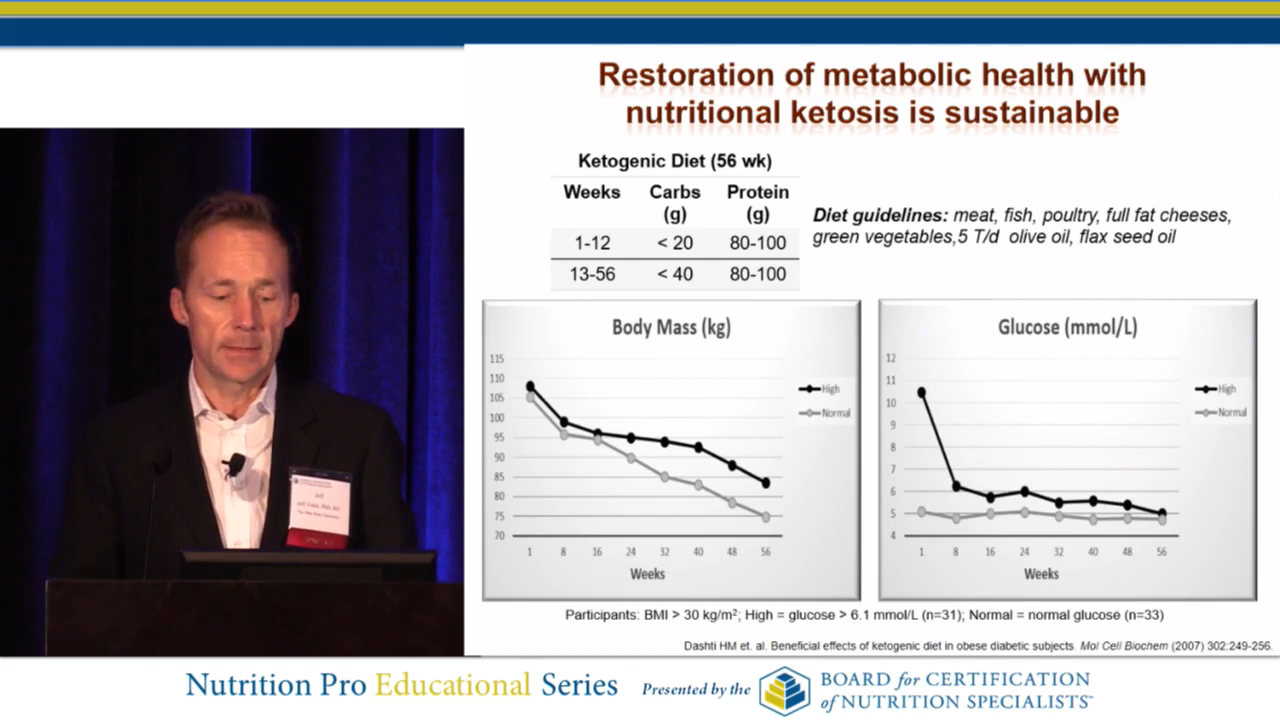 Restoration of metabolic health with
nutritional ketosis is sustainable
Ketogenic Diet (56 wk)
Weeks Carbs (g) Protein (g)
1-12 < 20 80-100
13-56 < 40 80-100
Diet guidelines: meat, fish, poultry, full fat cheeses,
green vegetables,5 T/d olive oil, flax seed oil
Body Mass (kg)
115
110
105
100
95
90
85
80
75
70
1 8 16 24 32 40 48 56
Weeks
High
Normal
Glucose (mmol/L)
12
11
10
9
8
7
6
5
4
1 8 16 24 32 40 48 56
Weeks
High
Normal
Participants: BMI > 30 kg/m²; High = glucose > 6.1 mmol/L (n=31); Normal = normal glucose (n=33)
Dashti HM et. al. Beneficial effects of ketogenic diet in obese diabetic subjects. Mol Cell Biochem (2007) 302:249-256.
Nutrition Pro Educational Series Presented by the
BOARD for CERTIFICATION
of NUTRITION SPECIALISTS™